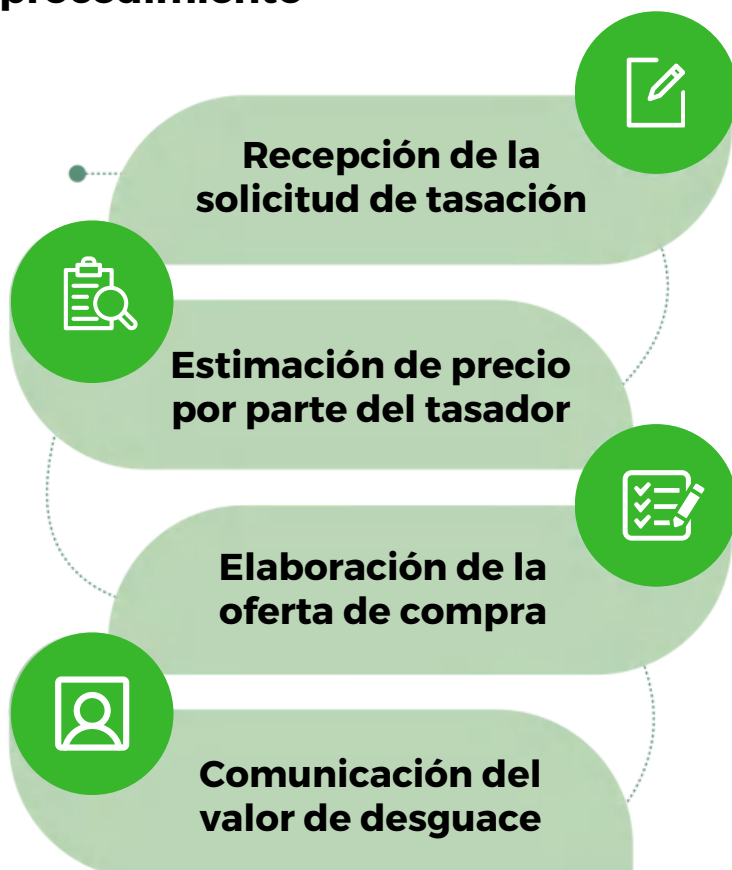 procedimiento
Recepción de la
solicitud de tasación
Estimación de precio
por parte del tasador
Elaboración de la
oferta de compra
Comunicación del
valor de desguace